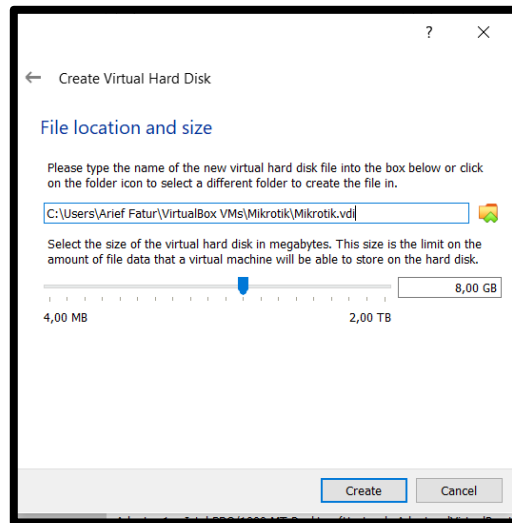 ?
Create Virtual Hard Disk
File location and size
Please type the name of the new virtual hard disk file into the box below or click
on the folder icon to select a different folder to create the file in.
C:\Users\Arief Fatur\VirtualBox VMs\Mikrotik\Mikrotik.vdi
Select the size of the virtual hard disk in megabytes. This size is the limit on the
amount of file data that a virtual machine will be able to store on the hard disk.
8,00 GB
4,00 MB 2,00 TB
Create Cancel